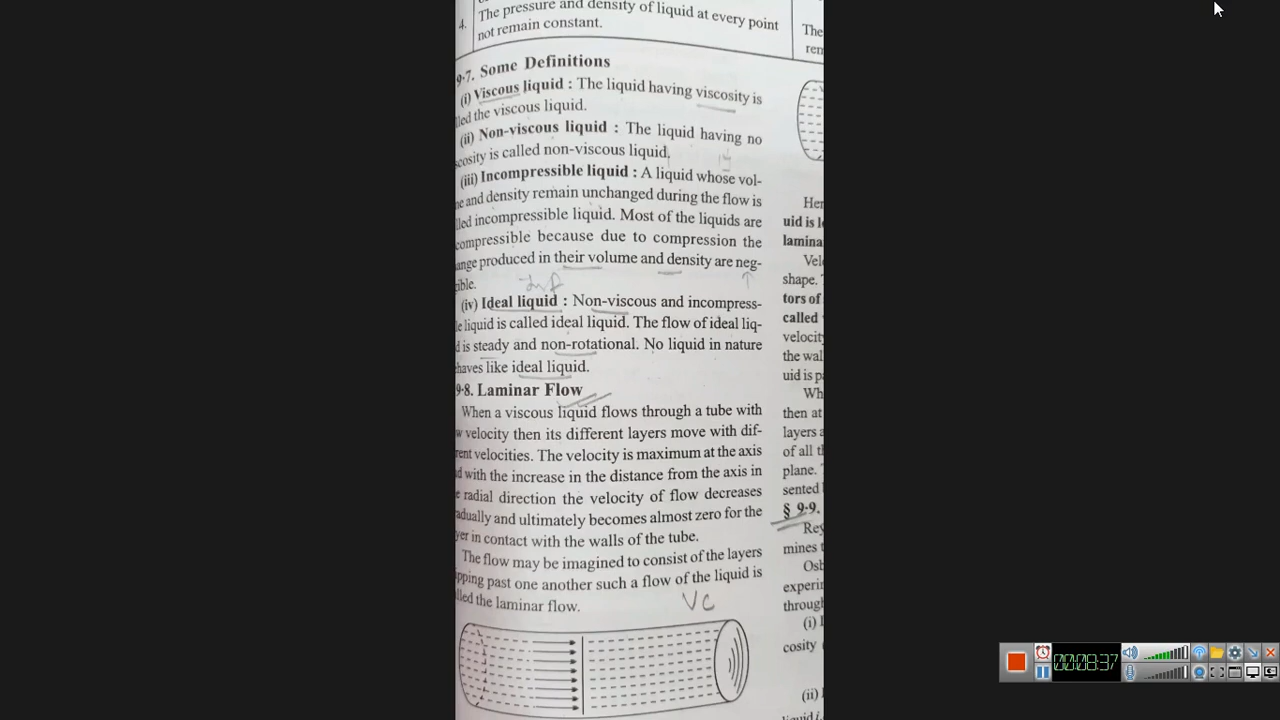 4. The pressure and density of liquid at every point
not remain constant.
9·7. Some Definitions
(i) Viscous liquid : The liquid having viscosity is
lled the viscous liquid.
(ii) Non-viscous liquid : The liquid having no
scosity is called non-viscous liquid.
(iii) Incompressible liquid : A liquid whose vol-
ne and density remain unchanged during the flow is
lled incompressible liquid. Most of the liquids are
compressible because due to compression the
ange produced in their volume and density are neg-
ible.
(iv) Ideal liquid : Non-viscous and incompress-
e liquid is called ideal liquid. The flow of ideal liq-
d is steady and non-rotational. No liquid in nature
haves like ideal liquid.
9·8. Laminar Flow
When a viscous liquid flows through a tube with
w velocity then its different layers move with dif-
rent velocities. The velocity is maximum at the axis
d with the increase in the distance from the axis in
e radial direction the velocity of flow decreases
adually and ultimately becomes almost zero for the
yer in contact with the walls of the tube.
The flow may be imagined to consist of the layers
pping past one another such a flow of the liquid is
lled the laminar flow.
VC
The
rem
Her
uid is l
lamina
Vel
shape.
tors of
called
velocity
the wal
uid is p
Wh
then at
layers a
of all t
plane.
sented
§ 9·9.
Rey
mines t
Osb
experir
throug
(i)
cosity
(ii)
liquid i
00:08:37